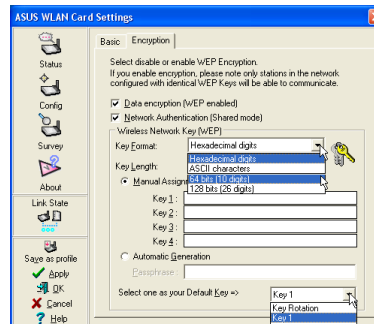 ASUS WLAN Card Settings
Status
Config
Survey
About
Link State
Save as profile
Apply
OK
Cancel
Help
Basic
Encryption
Select disable or enable WEP Encryption.
If you enable encryption, please note only stations in the network
configured with identical WEP Keys will be able to communicate.
Data encryption (WEP enabled)
Network Authentication (Shared mode)
Wireless Network Key (WEP)
Key Format:
Hexadecimal digits
Hexadecimal digits
ASCII characters
Key Length:
64 bits (10 digits)
128 bits (26 digits)
Manual Assign
Key 1 :
Key 2 :
Key 3 :
Key 4 :
Automatic Generation
Passphrase :
Select one as your Default Key =>
Key 1
Key Rotation
Key 1